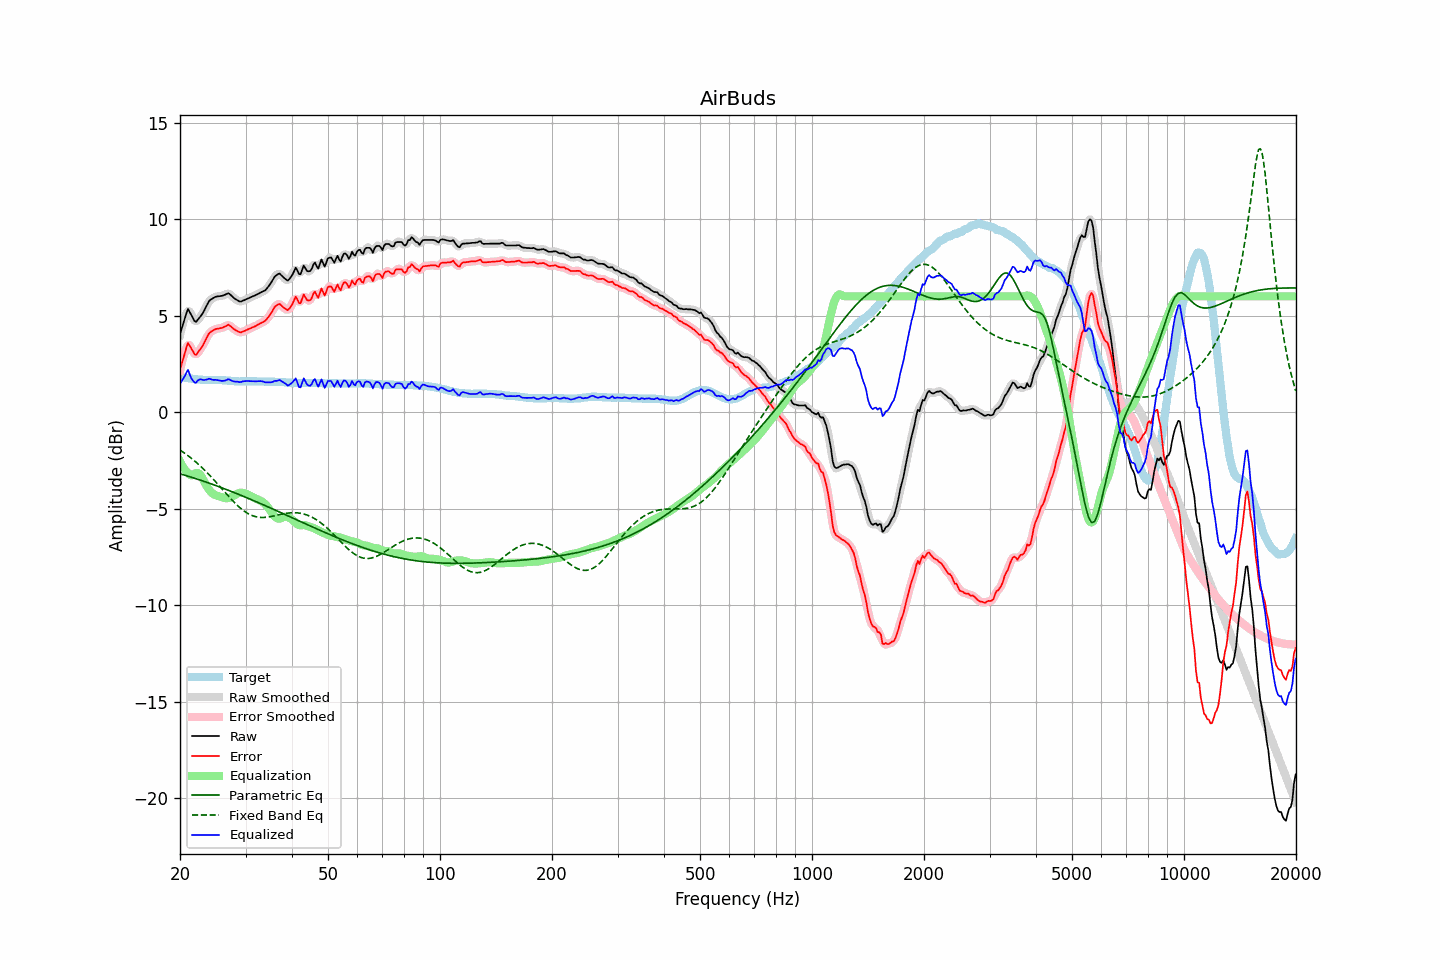 AirBuds
Amplitude (dBr)
15
10
5
0
−5
−10
−15
−20
Target
Raw Smoothed
Error Smoothed
Raw
Error
Equalization
Parametric Eq
Fixed Band Eq
Equalized
20 50 100 200 500 1000 2000 5000 10000 20000
Frequency (Hz)